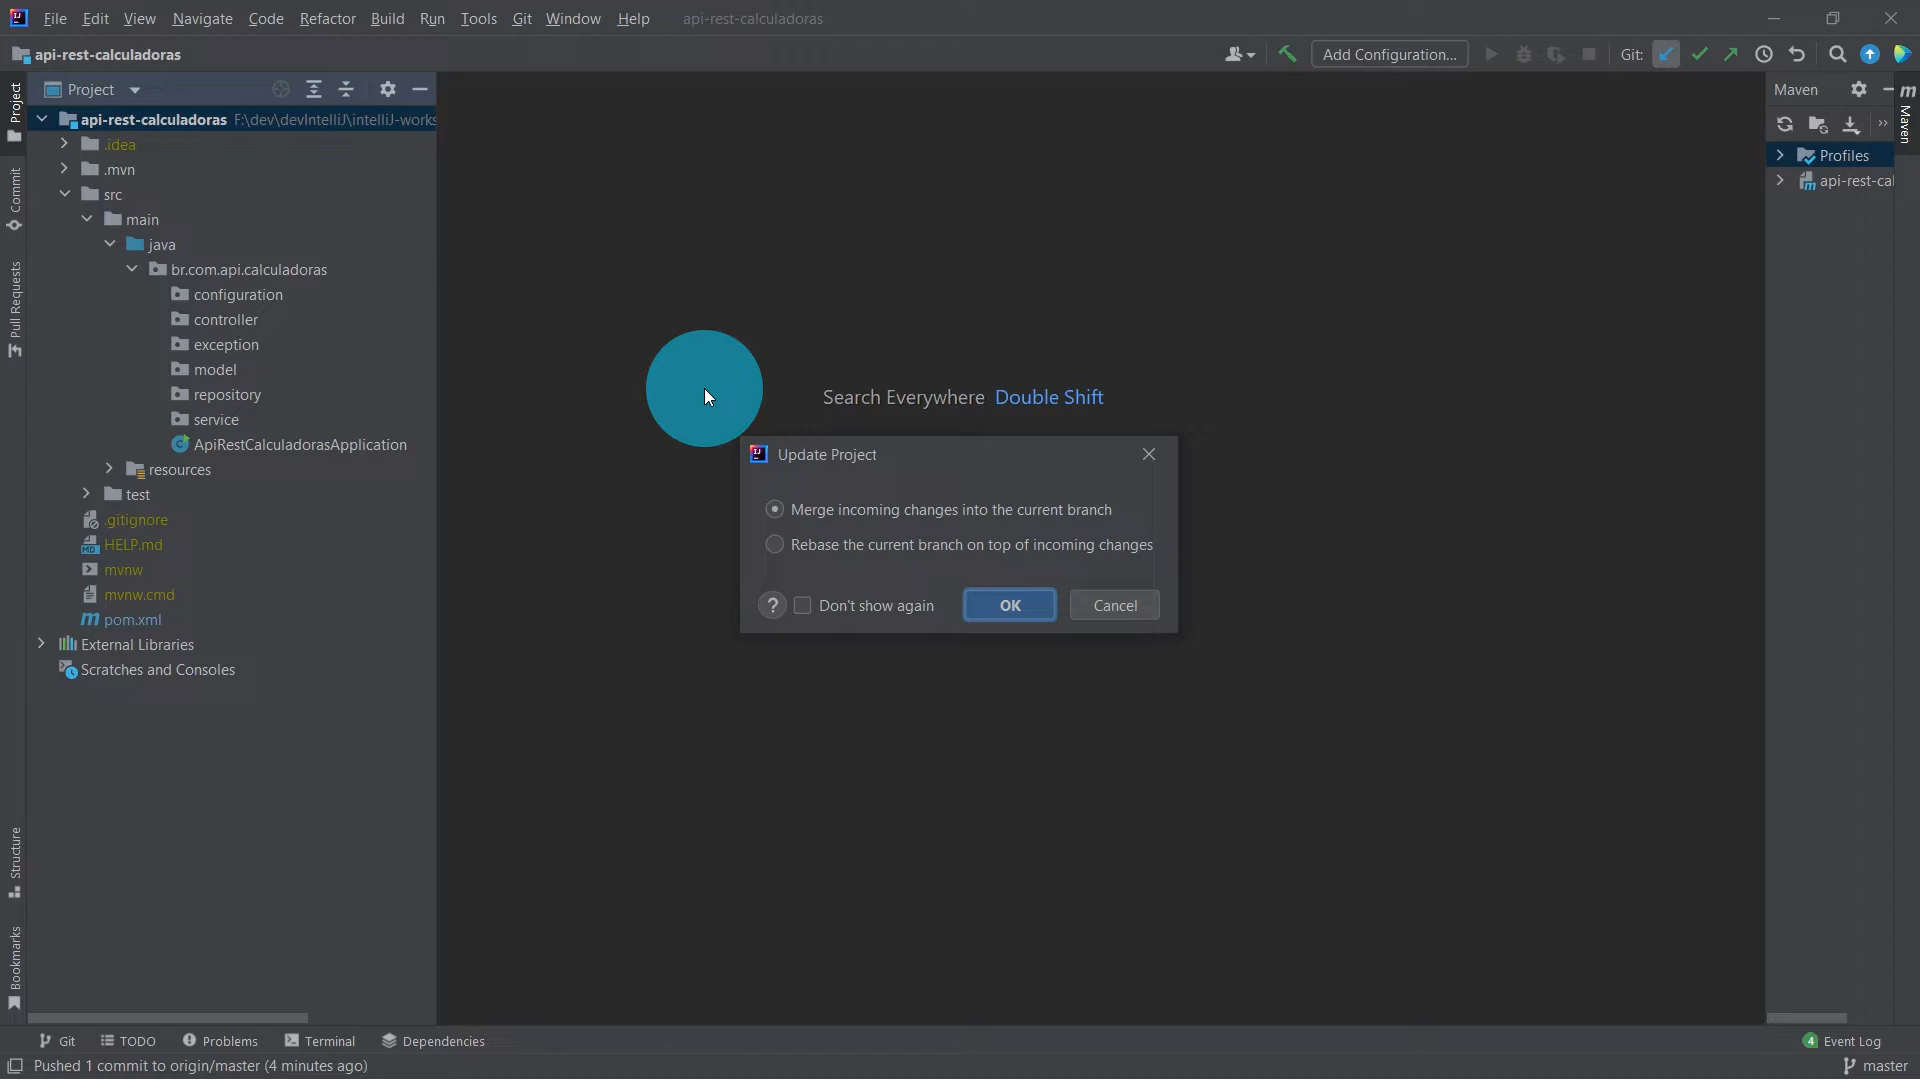 File Edit View Navigate Code Refactor Build Run Tools Git Window Help api-rest-calculadoras
api-rest-calculadoras
Add Configuration...
Git:
Project
Commit
Pull Requests
Structure
Bookmarks
Project
api-rest-calculadoras F:\dev\devIntelliJ\intelliJ-works
.idea
.mvn
src
main
java
br.com.api.calculadoras
configuration
controller
exception
model
repository
service
ApiRestCalculadorasApplication
resources
test
.gitignore
HELP.md
mvnw
mvnw.cmd
pom.xml
External Libraries
Scratches and Consoles
Search Everywhere Double Shift
Update Project
Merge incoming changes into the current branch
Rebase the current branch on top of incoming changes
? Don't show again OK Cancel
Maven
Profiles
api-rest-cal
Maven
Git TODO Problems Terminal Dependencies
4 Event Log
Pushed 1 commit to origin/master (4 minutes ago)
master